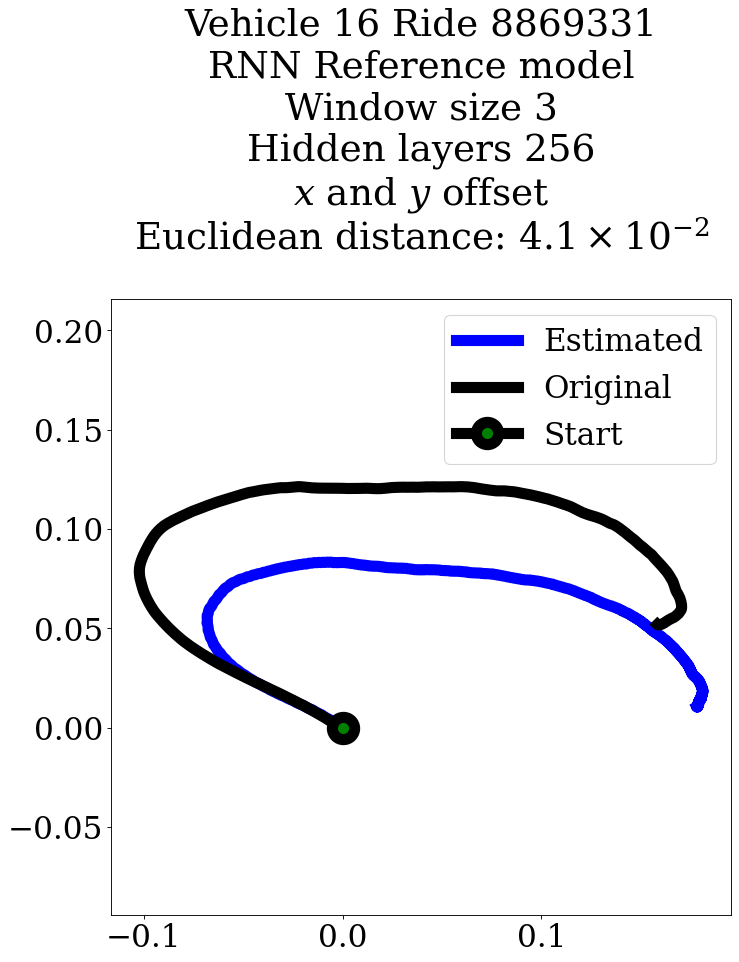 Vehicle 16 Ride 8869331
RNN Reference model
Window size 3
Hidden layers 256
x and y offset
Euclidean distance: 4.1 × 10⁻²
Estimated
Original
Start
0.20
0.15
0.10
0.05
0.00
−0.05
−0.1
0.0
0.1